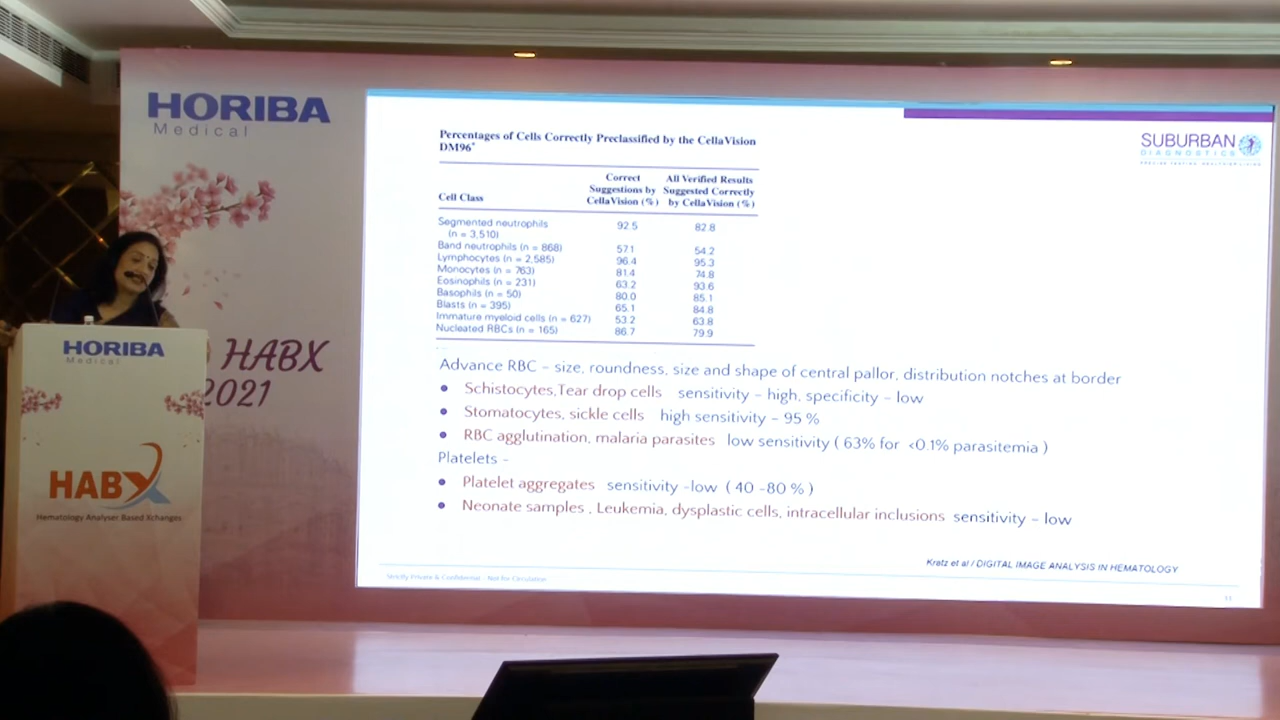 HORIBA
Medical
HABX
2021
HORIBA
Medical
HABX
Hematology Analyser Based Xchanges
SUBURBAN
DIAGNOSTICS
Percentages of Cells Correctly Preclassified by the CellaVision
DM96*
Cell Class Correct Suggestions by CellaVision (%) All Verified Results Suggested Correctly by CellaVision (%)
Segmented neutrophils (n = 3,510) 92.5 82.8
Band neutrophils (n = 868) 57.1 54.2
Lymphocytes (n = 2,585) 96.4 95.3
Monocytes (n = 763) 81.4 74.8
Eosinophils (n = 231) 63.2 93.6
Basophils (n = 50) 80.0 85.1
Blasts (n = 395) 65.1 84.8
Immature myeloid cells (n = 627) 53.2 63.8
Nucleated RBCs (n = 165) 86.7 79.9
Advance RBC – size, roundness, size and shape of central pallor, distribution notches at border
• Schistocytes,Tear drop cells sensitivity – high, specificity – low
• Stomatocytes, sickle cells high sensitivity – 95 %
• RBC agglutination, malaria parasites low sensitivity ( 63% for <0.1% parasitemia )
Platelets -
• Platelet aggregates sensitivity -low ( 40 -80 % )
• Neonate samples , Leukemia, dysplastic cells, intracellular inclusions sensitivity – low
Kratz et al / DIGITAL IMAGE ANALYSIS IN HEMATOLOGY
Strictly Private & Confidential - Not for Circulation